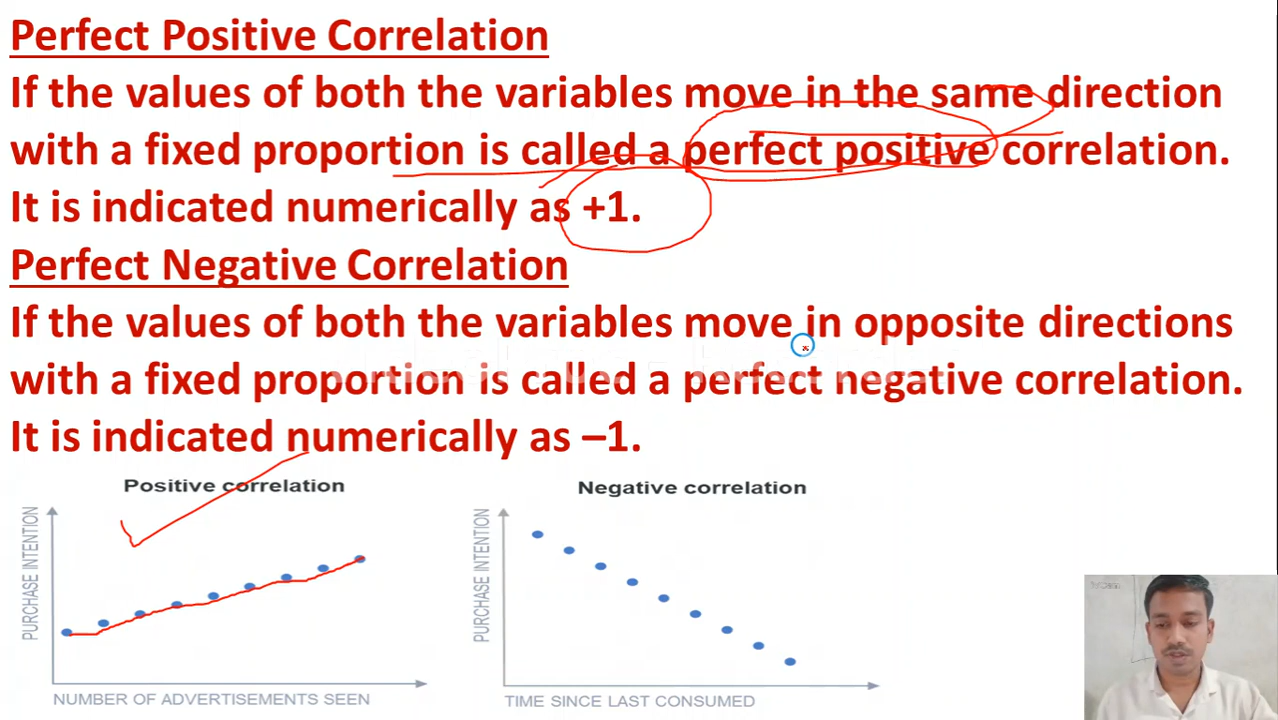 Perfect Positive Correlation
If the values of both the variables move in the same direction
with a fixed proportion is called a perfect positive correlation.
It is indicated numerically as +1.
Perfect Negative Correlation
If the values of both the variables move in opposite directions
with a fixed proportion is called a perfect negative correlation.
It is indicated numerically as –1.
Positive correlation
PURCHASE INTENTION
NUMBER OF ADVERTISEMENTS SEEN
Negative correlation
PURCHASE INTENTION
TIME SINCE LAST CONSUMED